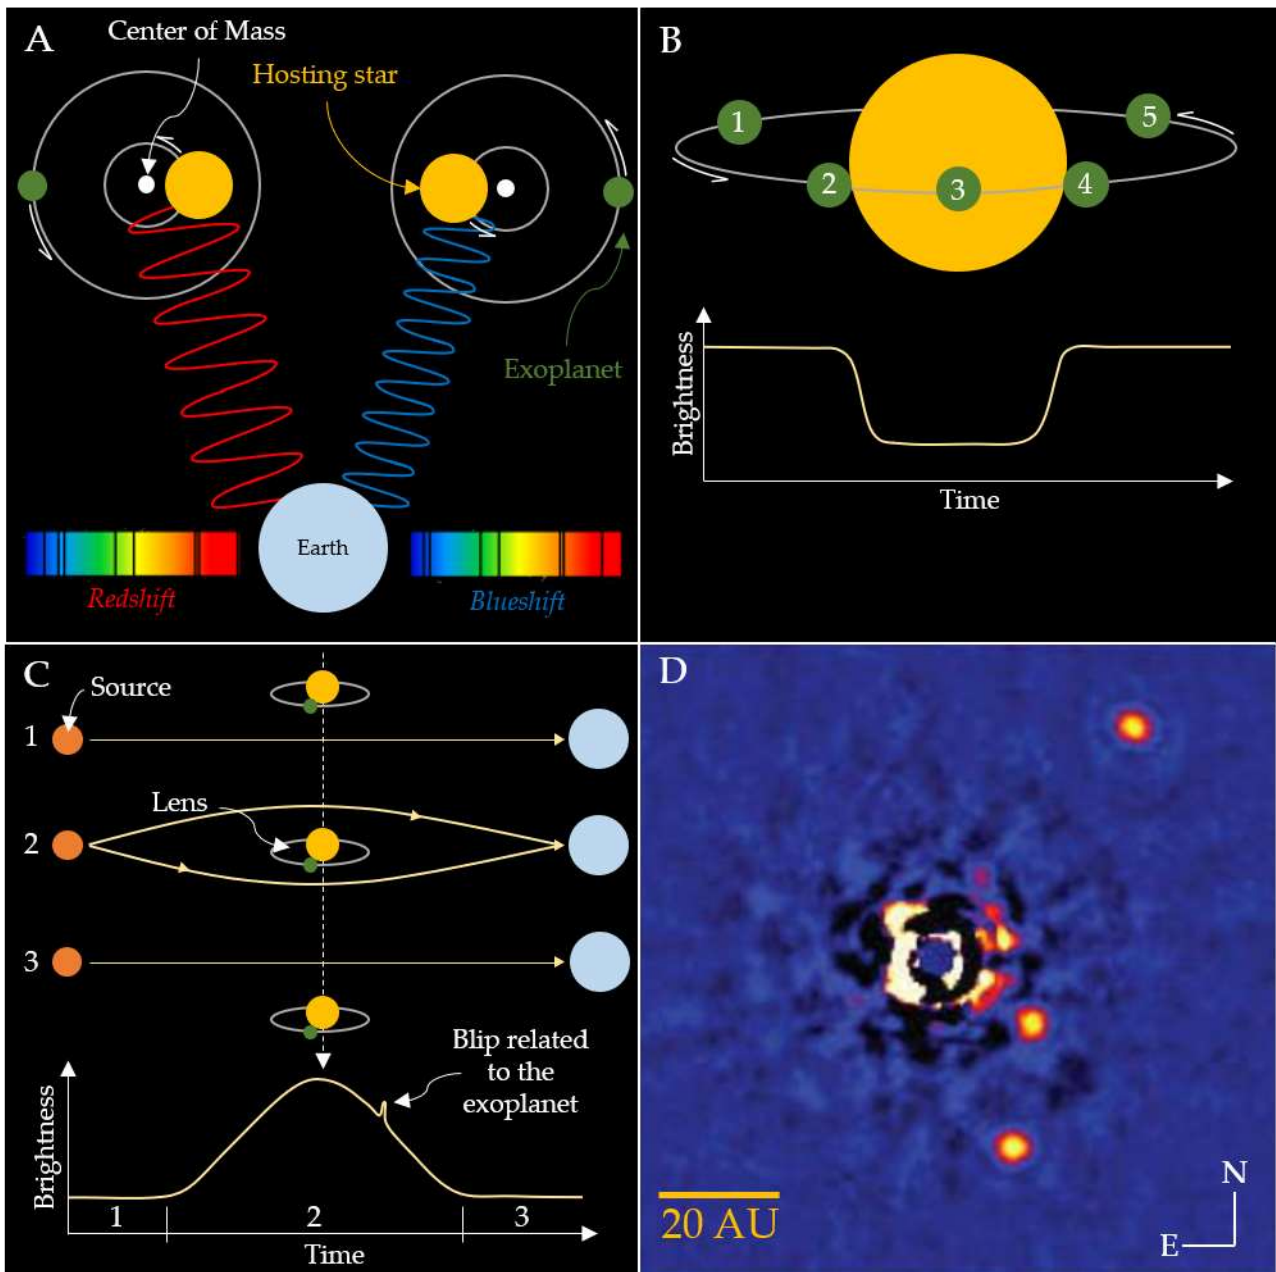 A
Center of Mass
Hosting star
Exoplanet
Earth
Redshift
Blueshift
B
1
5
2
3
4
Brightness
Time
C
Source
1
Lens
2
3
Blip related
to the
exoplanet
Brightness
1
2
3
Time
D
20 AU
N
E